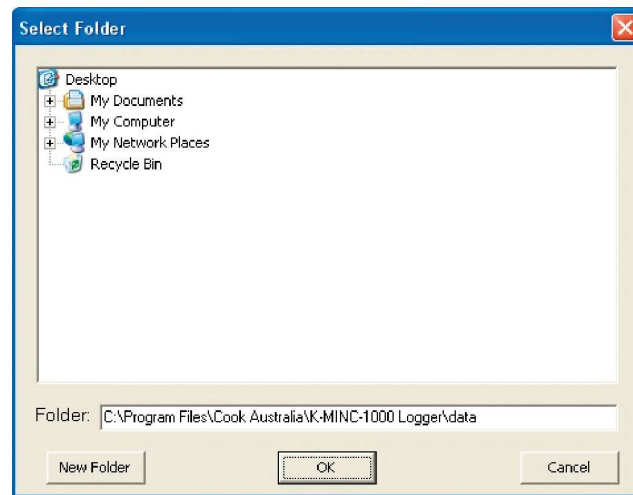 Select Folder
Desktop
My Documents
My Computer
My Network Places
Recycle Bin
Folder: C:\Program Files\Cook Australia\K-MINC-1000 Logger\data
New Folder OK Cancel